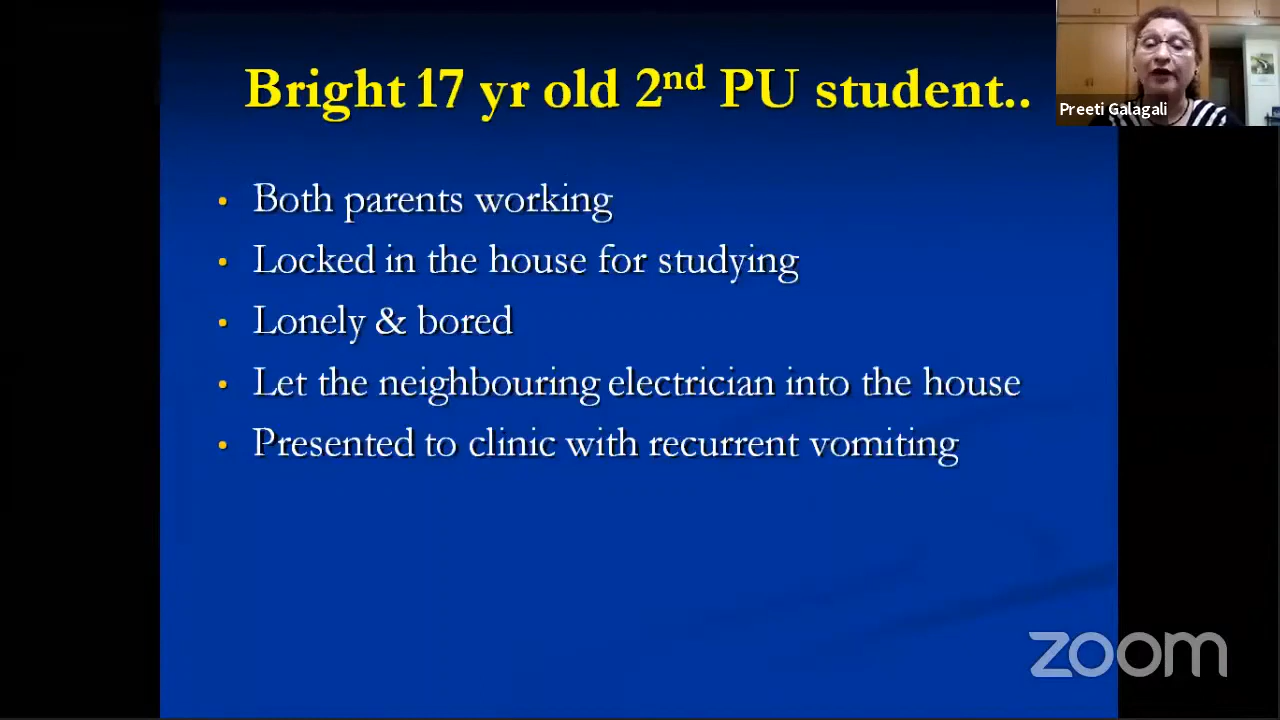 Bright 17 yr old 2nd PU student..
Preeti Galagali
• Both parents working
• Locked in the house for studying
• Lonely & bored
• Let the neighbouring electrician into the house
• Presented to clinic with recurrent vomiting
zoom